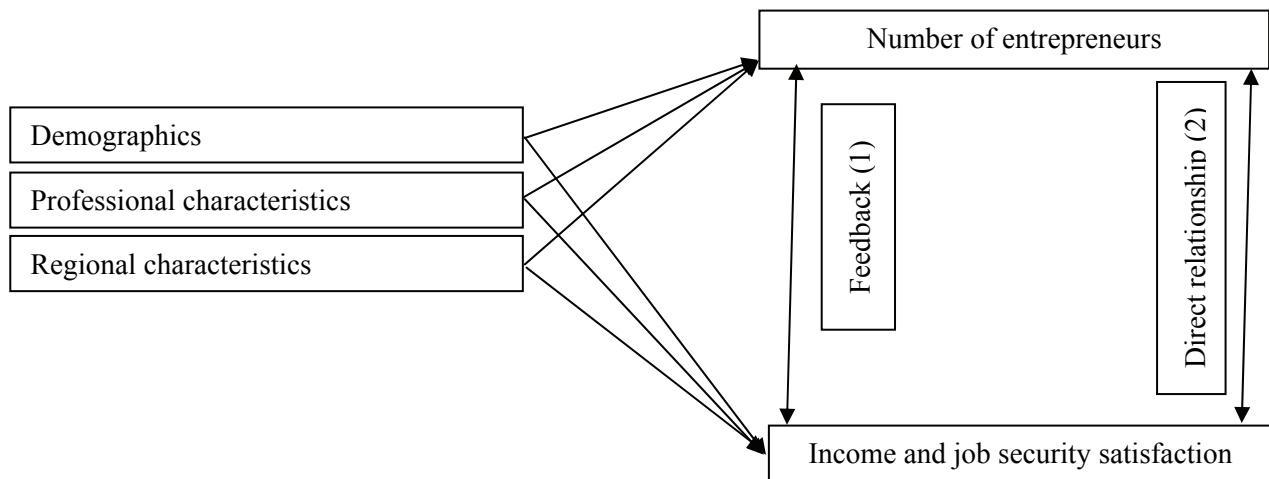 Number of entrepreneurs
Demographics
Professional characteristics
Regional characteristics
Feedback (1)
Direct relationship (2)
Income and job security satisfaction